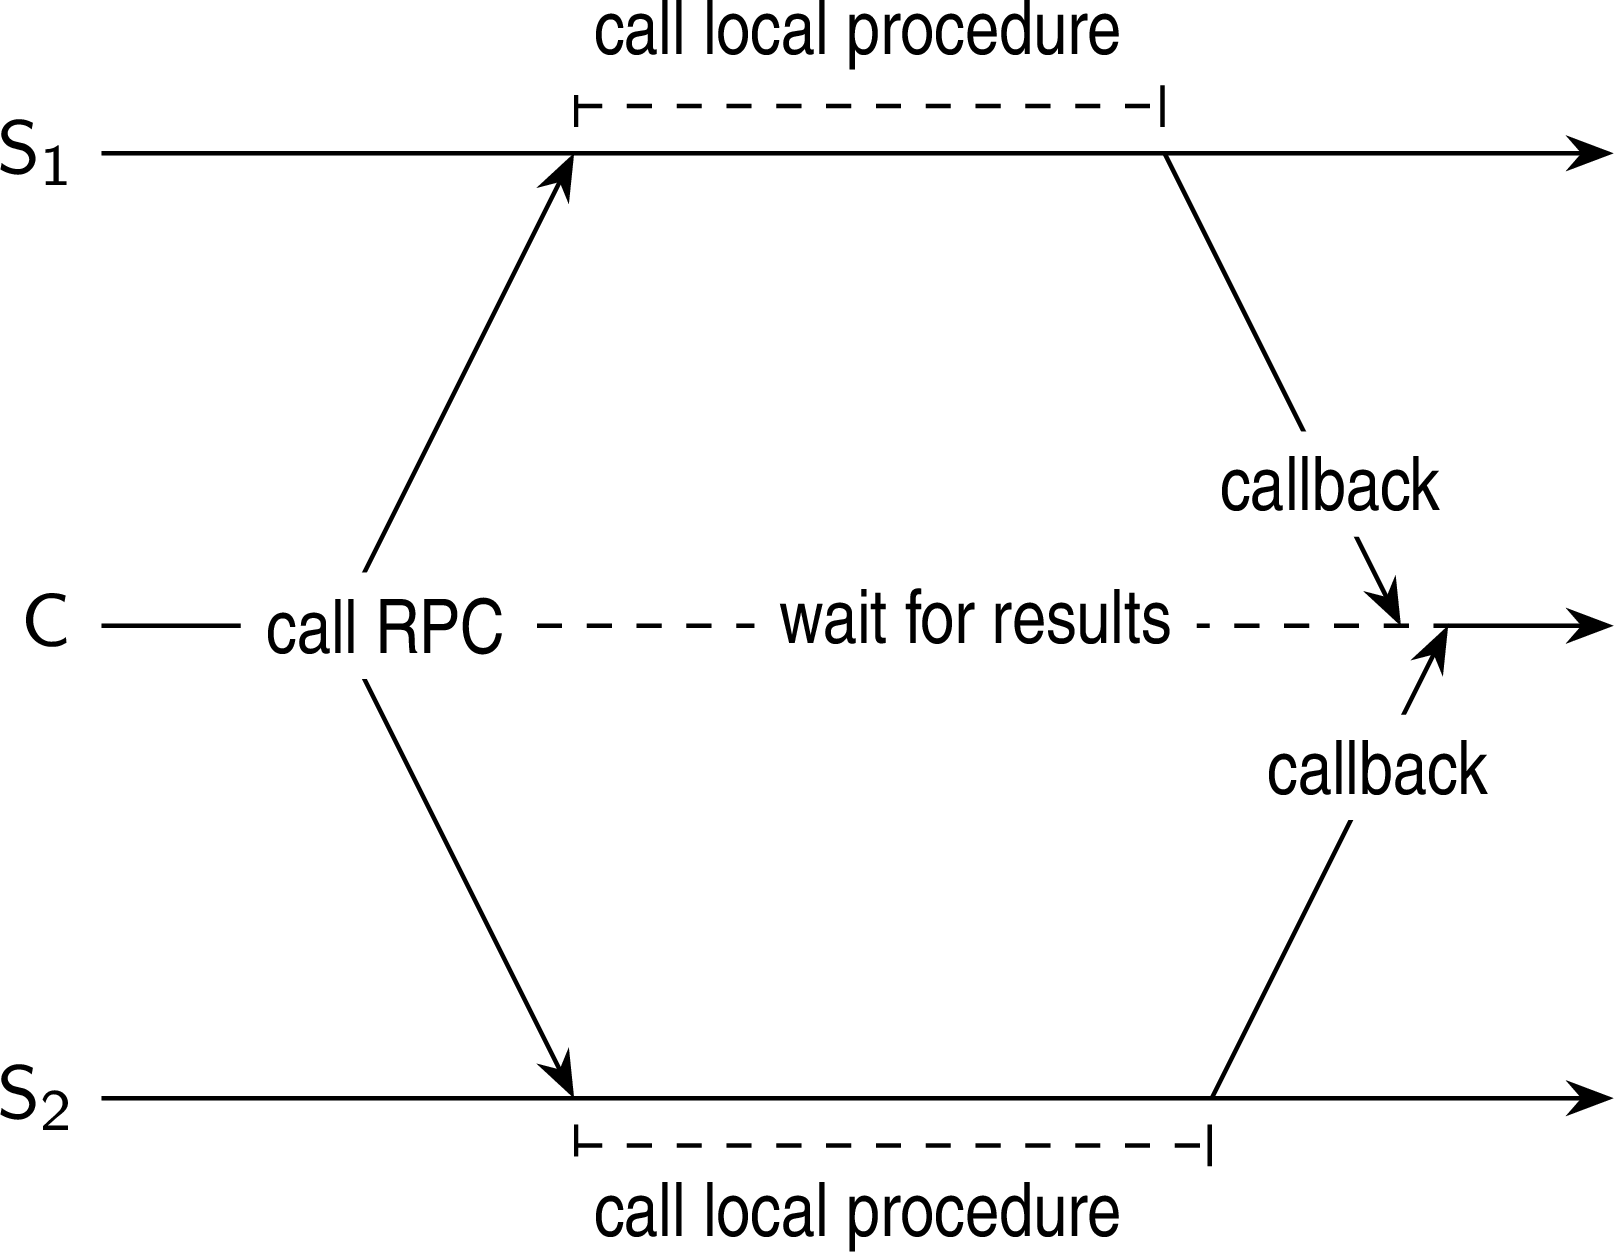 call local procedure
S1
callback
C call RPC wait for results
callback
S2
call local procedure